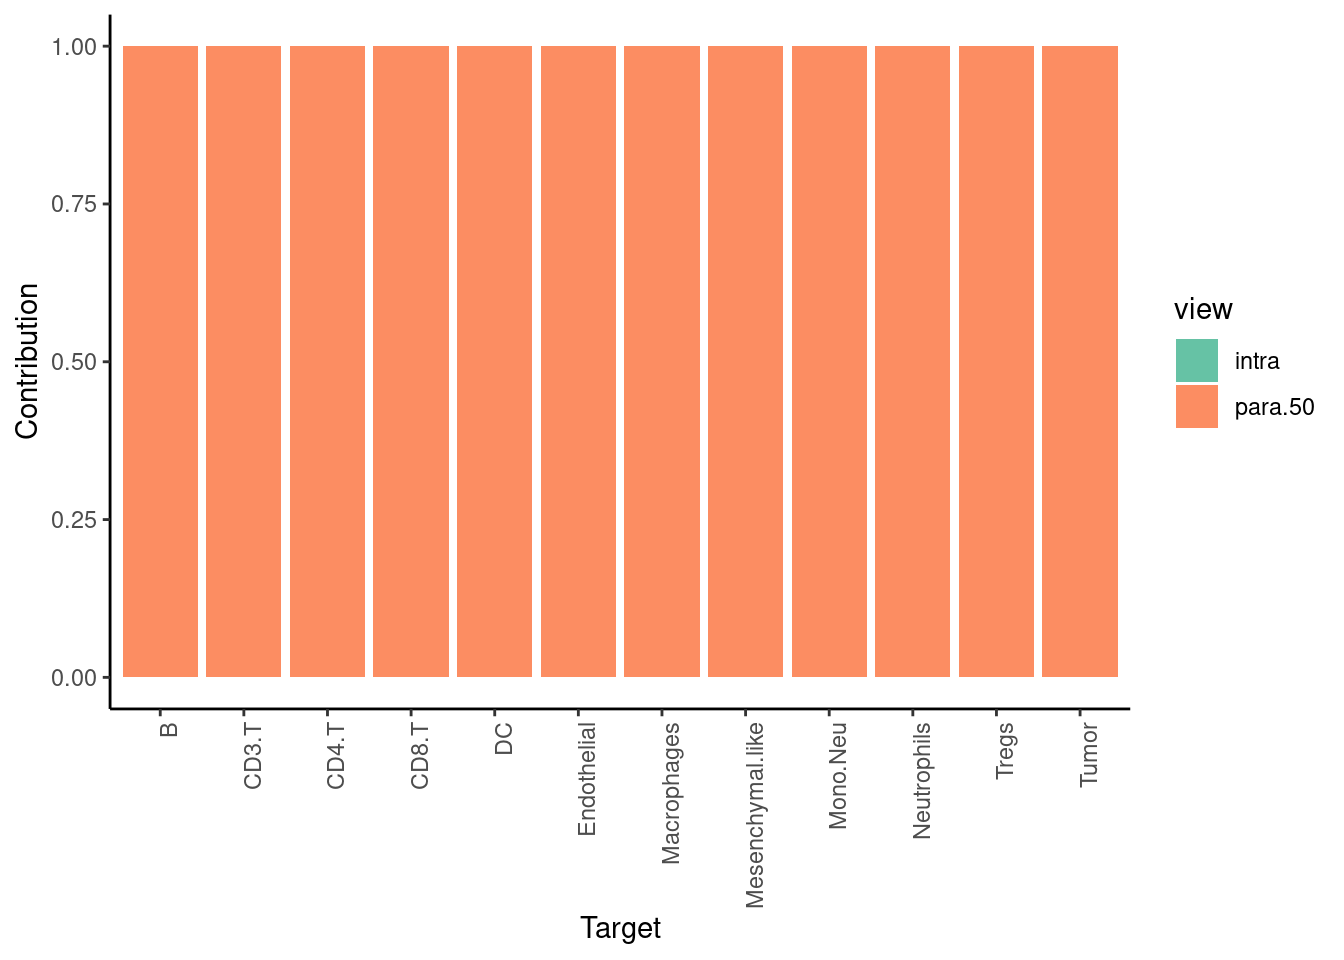 Contribution
1.00
0.75
0.50
0.25
0.00
B
CD3.T
CD4.T
CD8.T
DC
Endothelial
Macrophages
Mesenchymal.like
Mono.Neu
Neutrophils
Tregs
Tumor
Target
view
intra
para.50